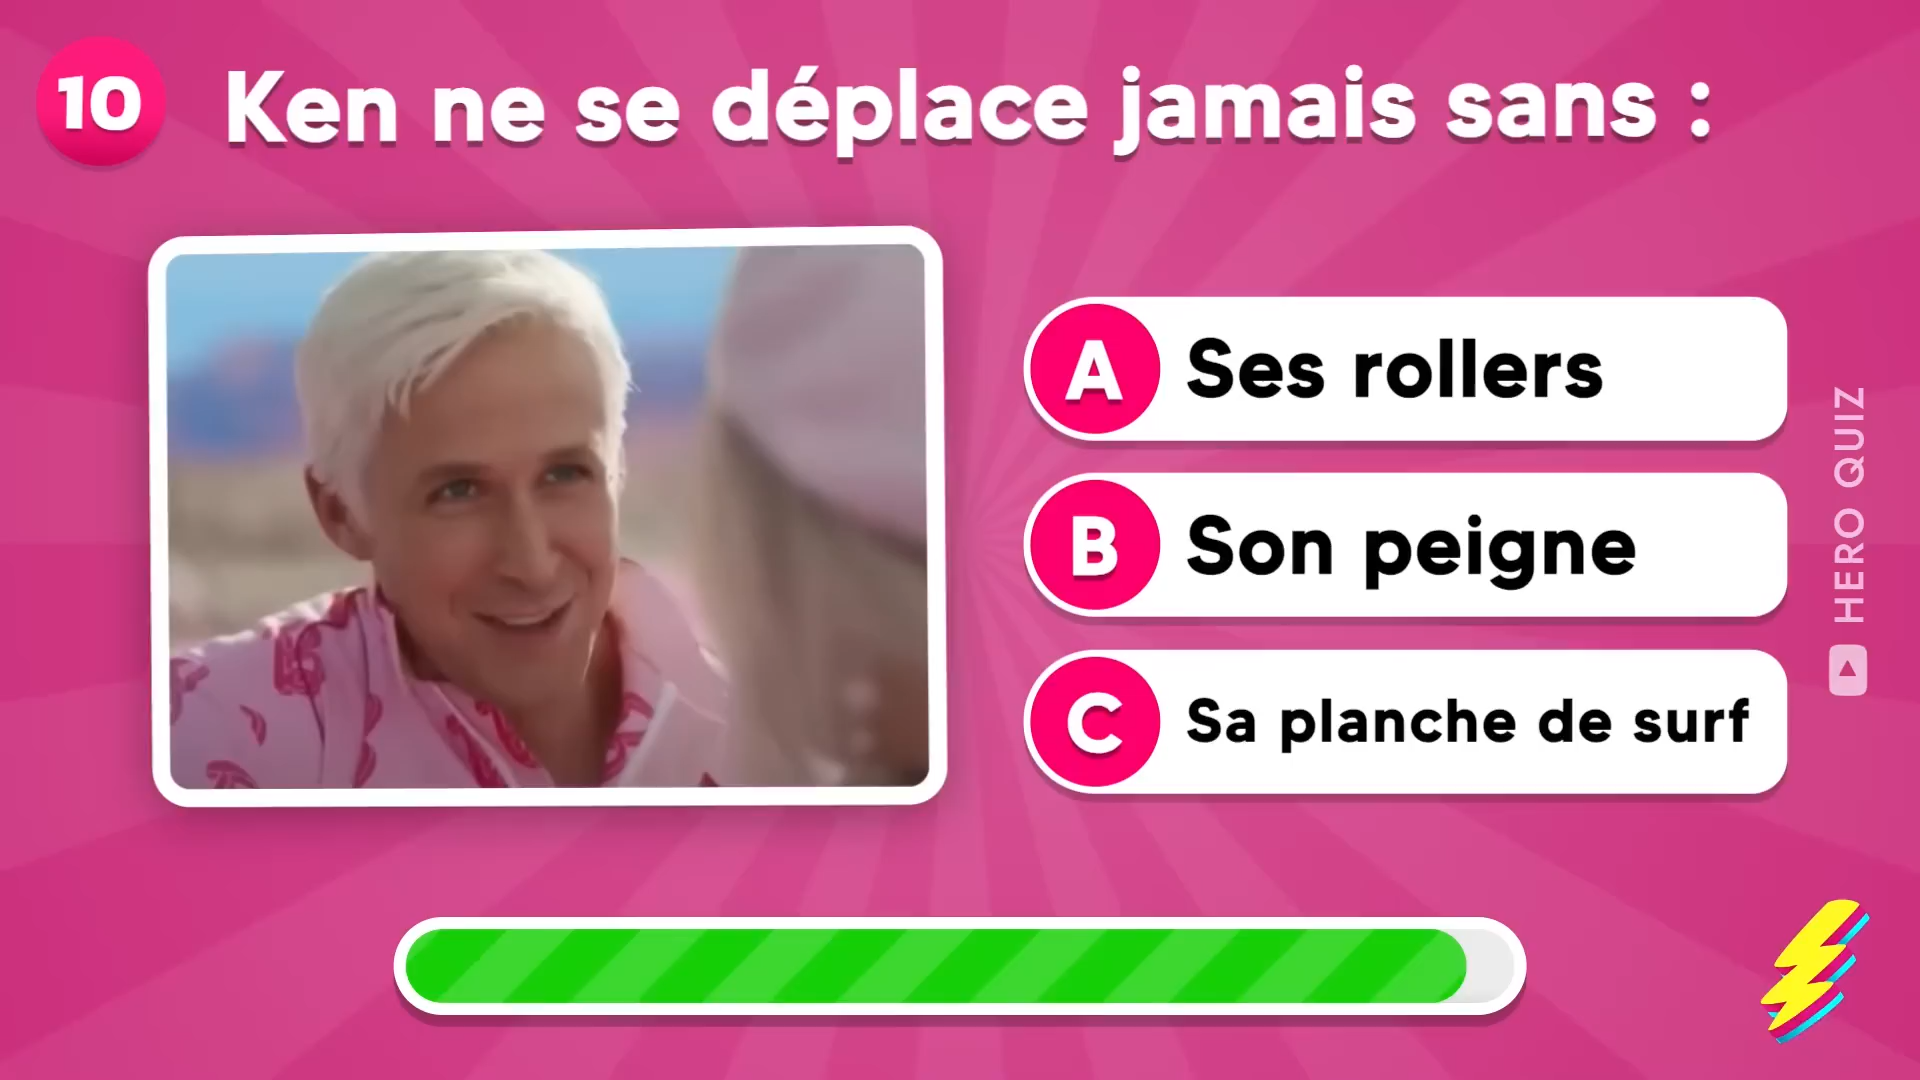 10
Ken ne se déplace jamais sans :
A Ses rollers
B Son peigne
C Sa planche de surf
HERO QUIZ